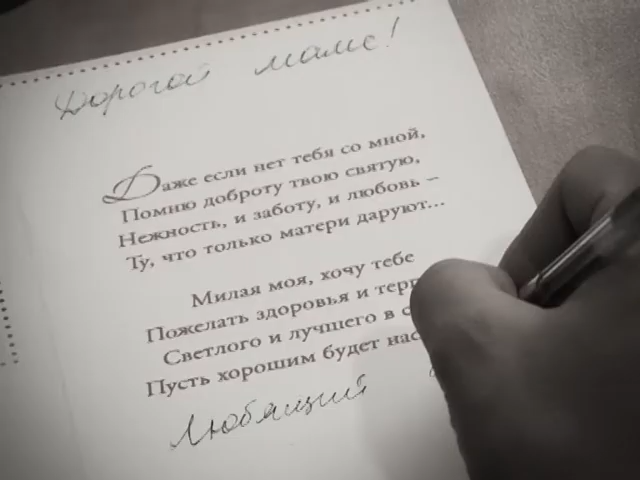 Дорогой маме!
Даже если нет тебя со мной,
Помню доброту твою святую,
Нежность, и заботу, и любовь –
Ту, что только матери даруют...
Милая моя, хочу тебе
Пожелать здоровья и
Светлого и лучшего в
Пусть хорошим будет
Любящий